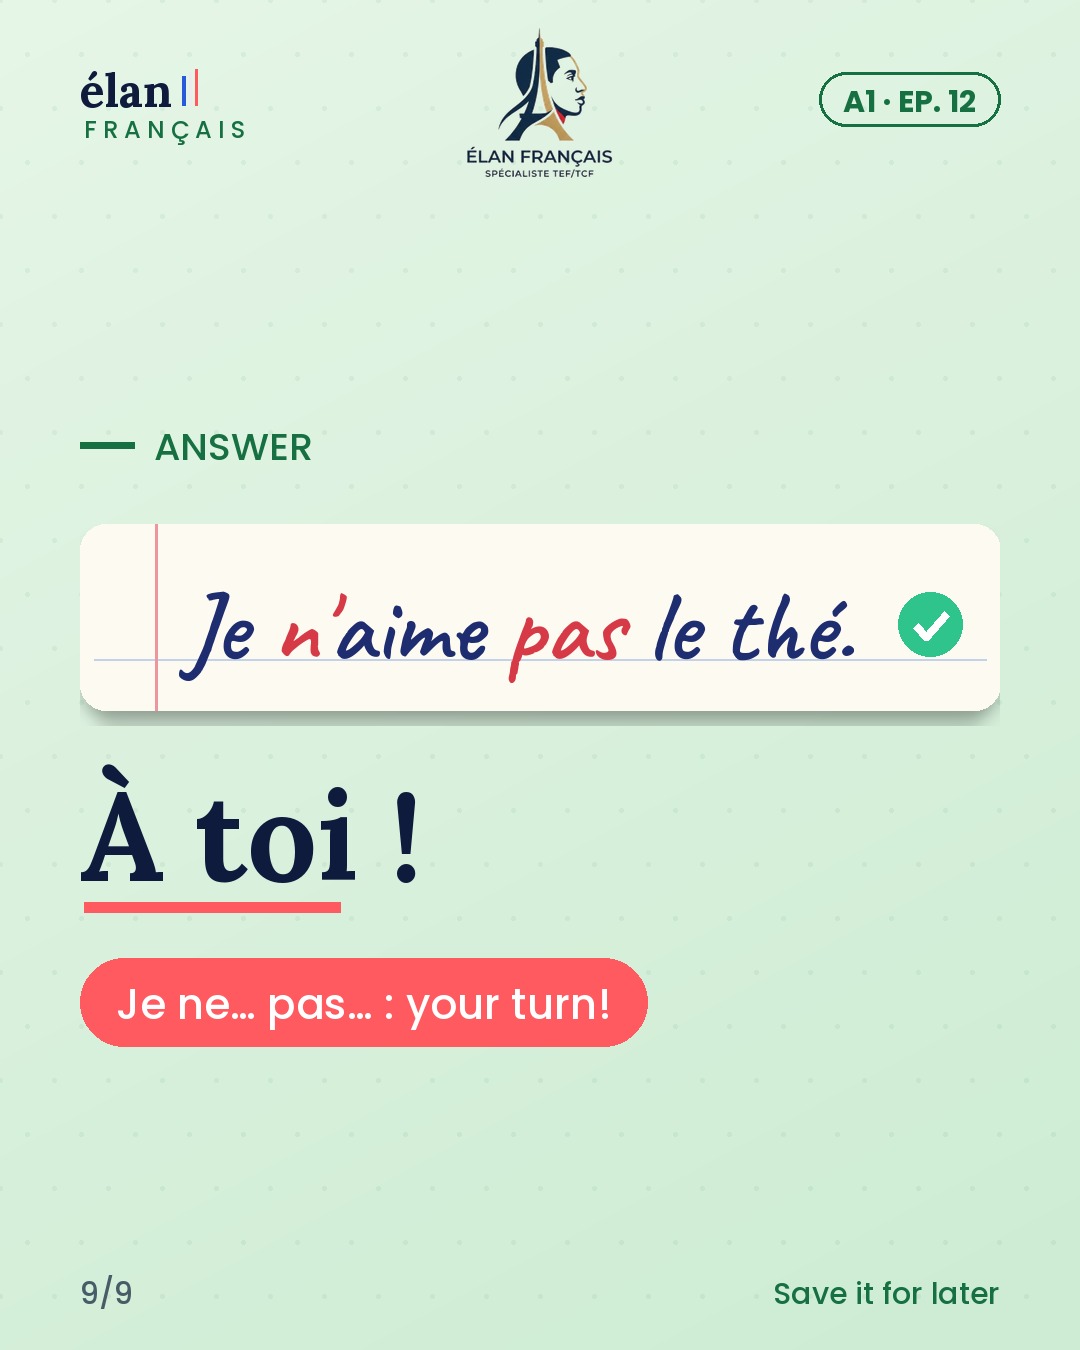 élan
FRANÇAIS
ÉLAN FRANÇAIS
SPÉCIALISTE TEF/TCF
A1 · EP. 12
ANSWER
Je n'aime pas le thé.
À toi !
Je ne... pas... : your turn!
9/9
Save it for later